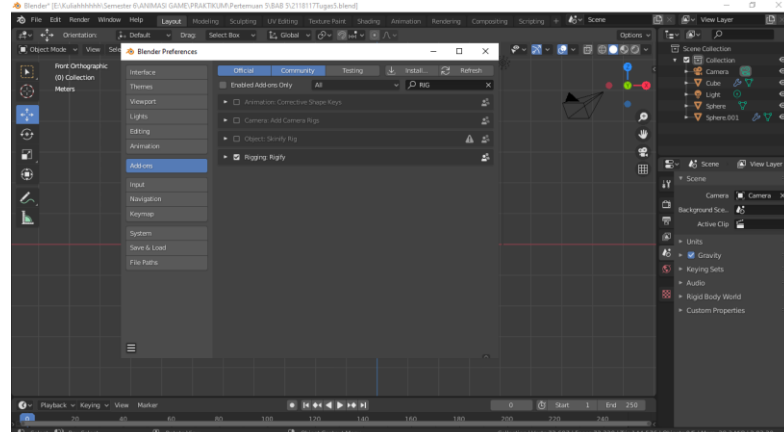 Blender* [E:\Kuliahhhhhh\Semester 6\ANIMASI GAME\PRAKTIKUM\Pertemuan 5\BAB 5\2118117Tugas5.blend]
File Edit Render Window Help Layout Modeling Sculpting UV Editing Texture Paint Shading Animation Rendering Compositing Scripting + Scene View Layer
Orientation: Default Drag Select Box Global Options
Object Mode View Sele
Front Orthographic
(0) Collection
Meters
Blender Preferences
Interface
Themes
Viewport
Lights
Editing
Animation
Add-ons
Input
Navigation
Keymap
System
Save & Load
File Paths
Official Community Testing Install... Refresh
Enabled Add-ons Only All RIG
Animation: Corrective Shape Keys
Camera: Add Camera Rigs
Object: Skinify Rig
Rigging: Rigify
Scene Collection
Collection
Camera
Cube
Light
Sphere
Sphere.001
Scene View Layer
Scene
Camera Camera
Background Sce..
Active Clip
Units
Gravity
Keying Sets
Audio
Rigid Body World
Custom Properties
Playback Keying View Marker 0 Start 1 End 250
0 20 40 60 80 100 120 140 160 180 200 220 240